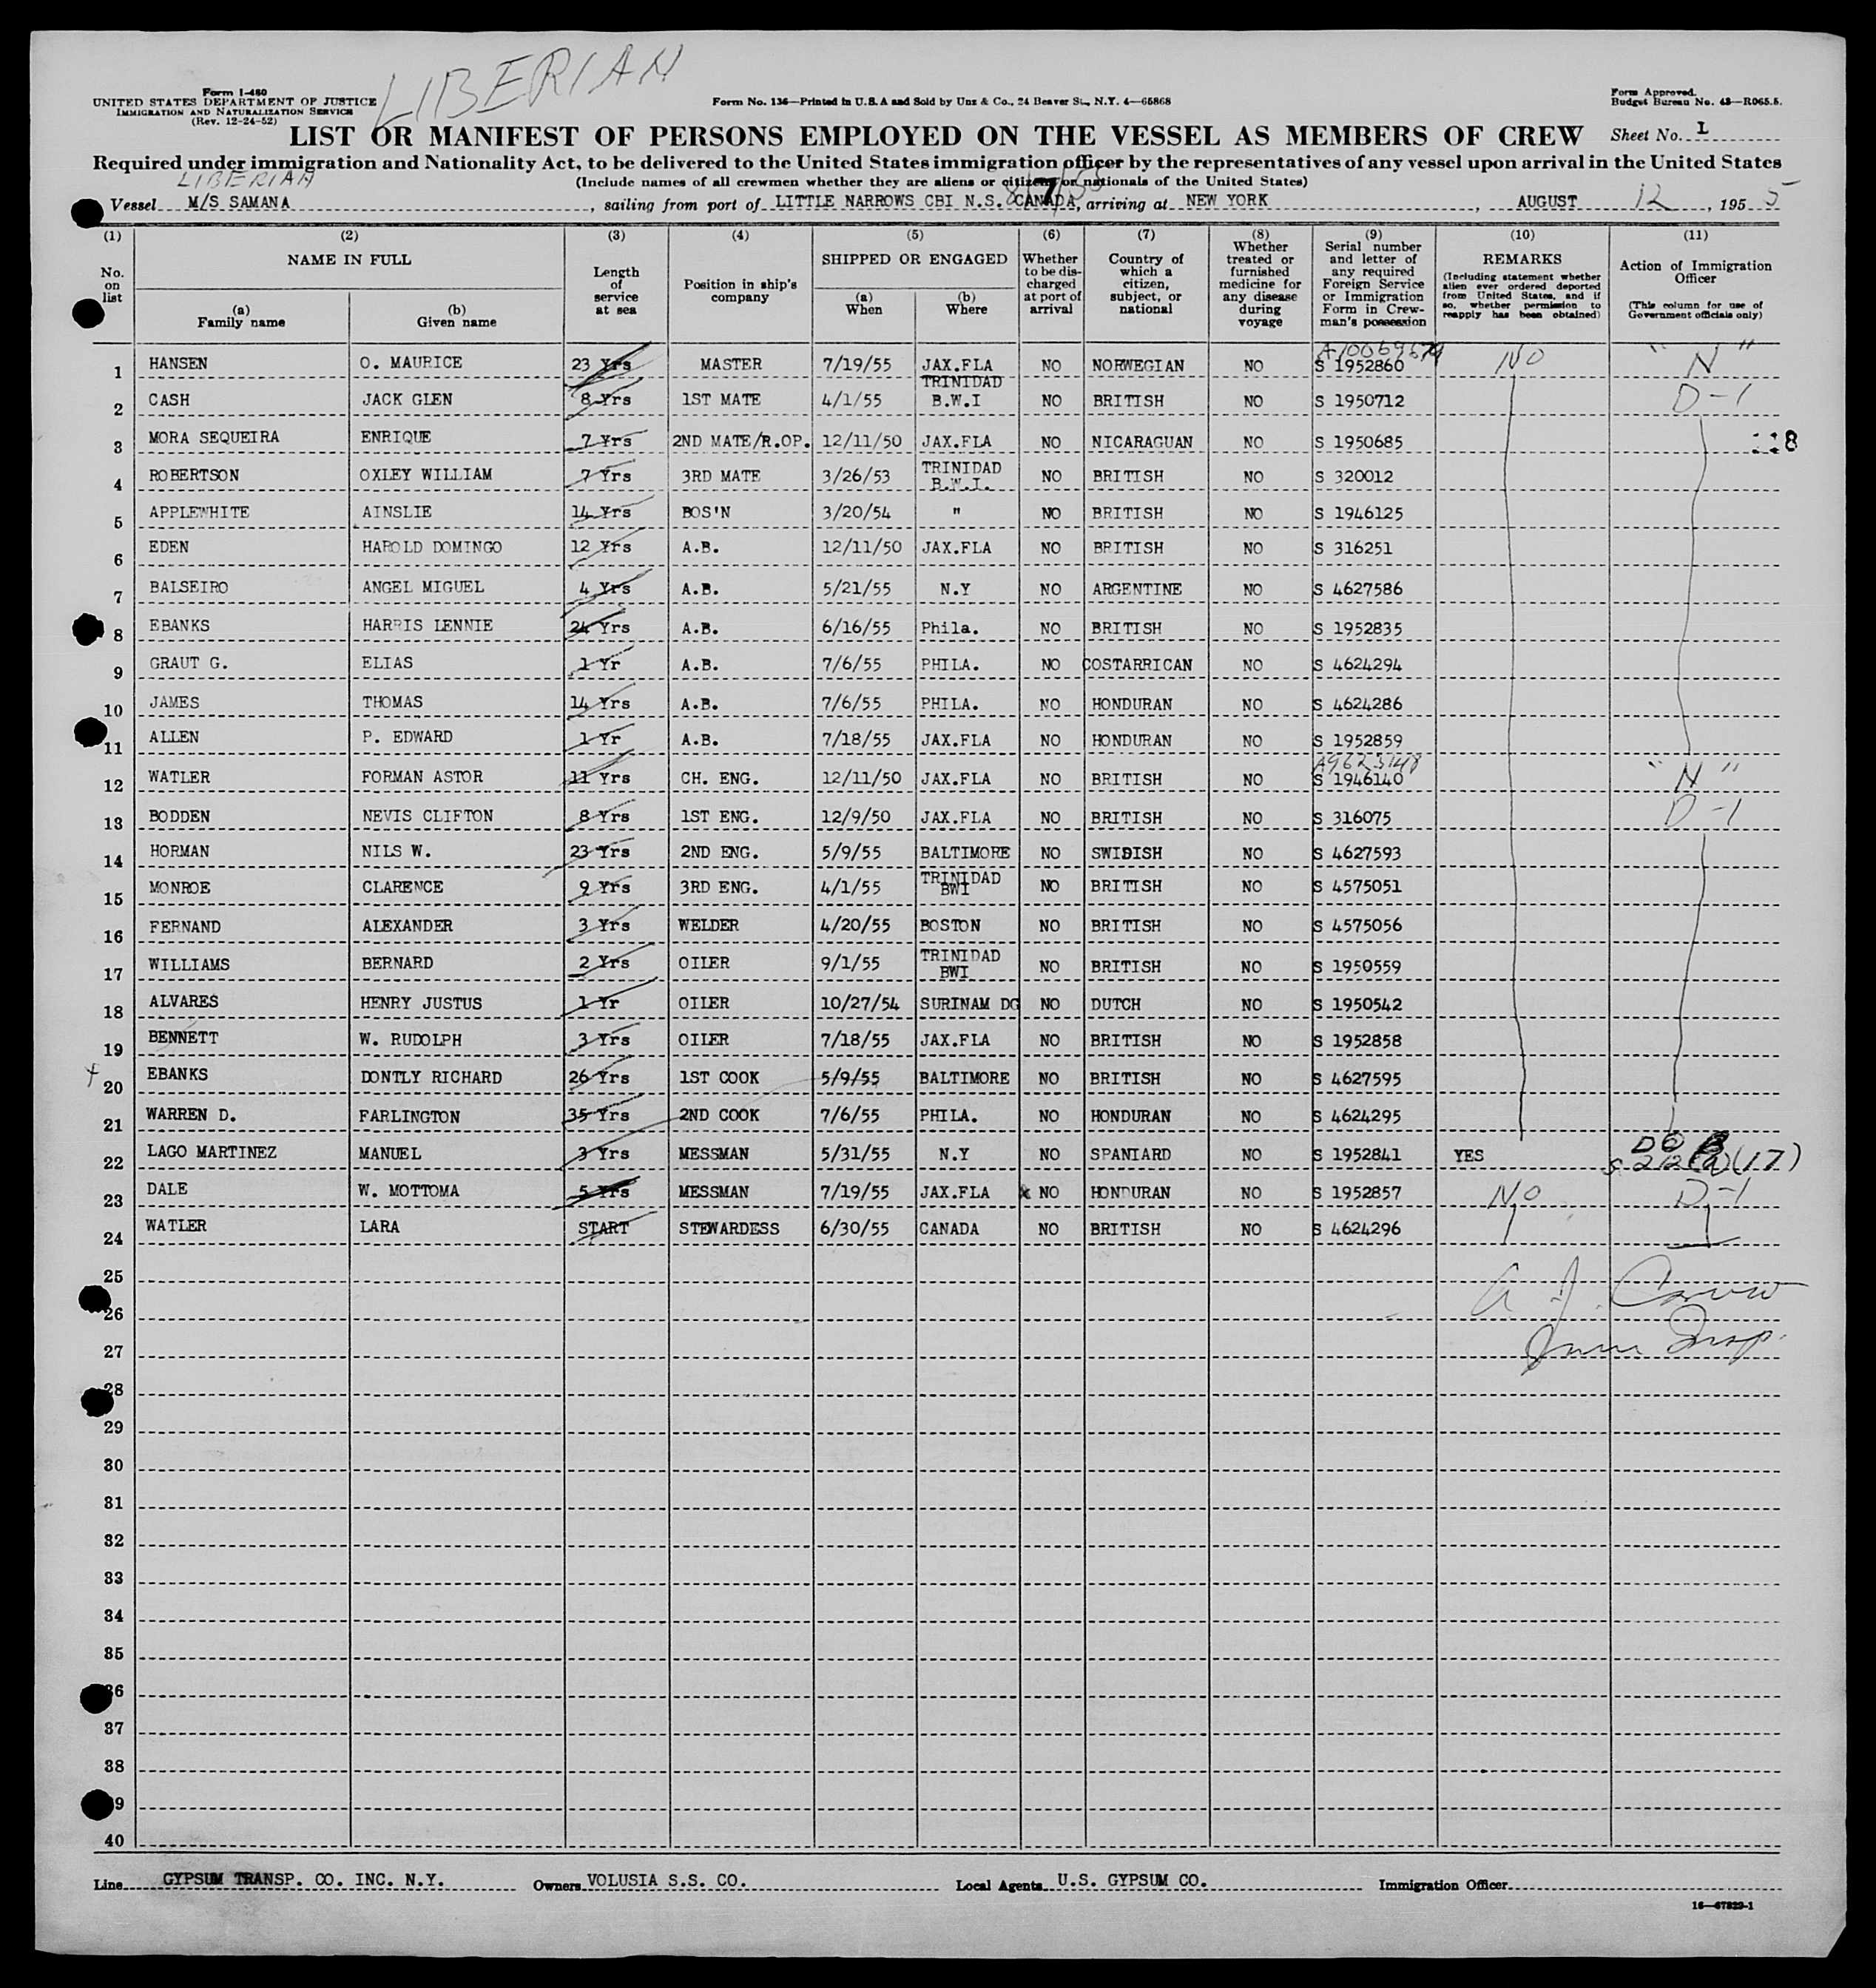 LIBERIAN
Form I-480
UNITED STATES DEPARTMENT OF JUSTICE
IMMIGRATION AND NATURALIZATION SERVICE
(Rev. 12-24-52)
Form No. 136—Printed in U.S.A and Sold by Unz & Co., 24 Beaver St., N.Y. 4—65868
Form Approved.
Budget Bureau No. 43—R065.5.
LIST OR MANIFEST OF PERSONS EMPLOYED ON THE VESSEL AS MEMBERS OF CREW
Sheet No. 1
Required under immigration and Nationality Act, to be delivered to the United States immigration officer by the representatives of any vessel upon arrival in the United States
(Include names of all crewmen whether they are aliens or citizens or nationals of the United States)
LIBERIAN
8/7/55
Vessel M/S SAMANA, sailing from port of LITTLE NARROWS CBI N.S. CANADA, arriving at NEW YORK, AUGUST 12, 1955
(1) (2) (3) (4) (5) (6) (7) (8) (9) (10) (11)
No. on list
NAME IN FULL
(a) Family name
(b) Given name
Length of service at sea
Position in ship's company
SHIPPED OR ENGAGED
(a) When
(b) Where
Whether to be discharged at port of arrival
Country of which a citizen, subject, or national
Whether treated or furnished medicine for any disease during voyage
Serial number and letter of any required Foreign Service or Immigration Form in Crewman's possession
REMARKS
(Including statement whether alien ever ordered deported from United States, and if so, whether permission to reapply has been obtained)
Action of Immigration Officer
(This column for use of Government officials only)
1 HANSEN O. MAURICE 23 Yrs MASTER 7/19/55 JAX.FLA NO NORWEGIAN NO S 1952860 NO "N"
2 CASH JACK GLEN 8 Yrs 1ST MATE 4/1/55 TRINIDAD B.W.I NO BRITISH NO S 1950712 D-1
3 MORA SEQUEIRA ENRIQUE 7 Yrs 2ND MATE/R.OP. 12/11/50 JAX.FLA NO NICARAGUAN NO S 1950685
4 ROBERTSON OXLEY WILLIAM 7 Yrs 3RD MATE 3/26/53 TRINIDAD B.W.I. NO BRITISH NO S 320012
5 APPLEWHITE AINSLIE 14 Yrs BOS'N 3/20/54 " NO BRITISH NO S 1946125
6 EDEN HAROLD DOMINGO 12 Yrs A.B. 12/11/50 JAX.FLA NO BRITISH NO S 316251
7 BALSEIRO ANGEL MIGUEL 4 Yrs A.B. 5/21/55 N.Y NO ARGENTINE NO S 4627586
8 EBANKS HARRIS LENNIE 24 Yrs A.B. 6/16/55 Phila. NO BRITISH NO S 1952835
9 GRAUT G. ELIAS 1 Yr A.B. 7/6/55 PHILA. NO COSTARRICAN NO S 4624294
10 JAMES THOMAS 14 Yrs A.B. 7/6/55 PHILA. NO HONDURAN NO S 4624286
11 ALLEN P. EDWARD 1 Yr A.B. 7/18/55 JAX.FLA NO HONDURAN NO S 1952859
12 WATLER FORMAN ASTOR 11 Yrs CH. ENG. 12/11/50 JAX.FLA NO BRITISH NO A9623148 S 1946140 "N"
13 BODDEN NEVIS CLIFTON 8 Yrs 1ST ENG. 12/9/50 JAX.FLA NO BRITISH NO S 316075 D-1
14 HORMAN NILS W. 23 Yrs 2ND ENG. 5/9/55 BALTIMORE NO SWIDISH NO S 4627593
15 MONROE CLARENCE 9 Yrs 3RD ENG. 4/1/55 TRINIDAD BWI NO BRITISH NO S 4575051
16 FERNAND ALEXANDER 3 Yrs WELDER 4/20/55 BOSTON NO BRITISH NO S 4575056
17 WILLIAMS BERNARD 2 Yrs OILER 9/1/55 TRINIDAD BWI NO BRITISH NO S 1950559
18 ALVARES HENRY JUSTUS 1 Yr OILER 10/27/54 SURINAM DG NO DUTCH NO S 1950542
19 BENNETT W. RUDOLPH 3 Yrs OILER 7/18/55 JAX.FLA NO BRITISH NO S 1952858
20 EBANKS DONTLY RICHARD 26 Yrs 1ST COOK 5/9/55 BALTIMORE NO BRITISH NO S 4627595
21 WARREN D. FARLINGTON 35 Yrs 2ND COOK 7/6/55 PHILA. NO HONDURAN NO S 4624295
22 LAGO MARTINEZ MANUEL 3 Yrs MESSMAN 5/31/55 N.Y NO SPANIARD NO S 1952841 YES
23 DALE W. MOTTOMA 5 Yrs MESSMAN 7/19/55 JAX.FLA x NO HONDURAN NO S 1952857 NO D-1
24 WATLER LARA START STEWARDESS 6/30/55 CANADA NO BRITISH NO S 4624296
25
26
27
28
29
30
31
32
33
34
35
36
37
38
39
40
Line GYPSUM TRANSP. CO. INC. N.Y. Owners VOLUSIA S.S. CO. Local Agents U.S. GYPSUM CO. Immigration Officer
16—67829-1